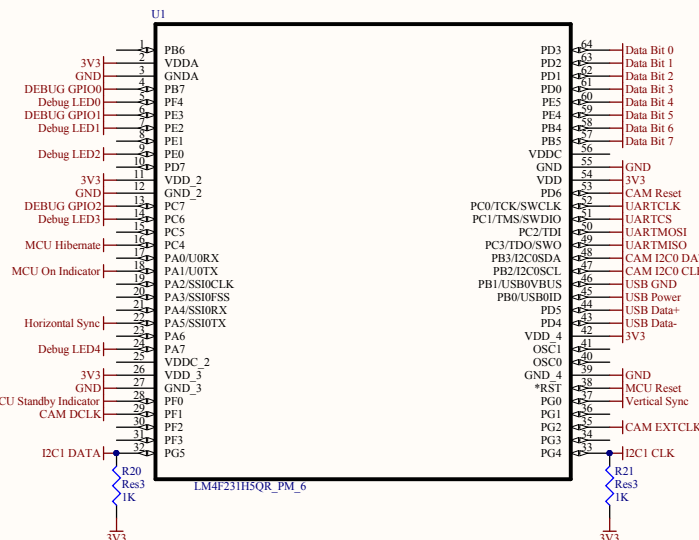 U1
1 PB6
3V3 2 VDDA
GND 3 GNDA
DEBUG GPIO0 4 PB7
Debug LED0 5 PF4
DEBUG GPIO1 6 PE3
Debug LED1 7 PE2
8 PE1
Debug LED2 9 PE0
10 PD7
3V3 11 VDD_2
GND 12 GND_2
DEBUG GPIO2 13 PC7
Debug LED3 14 PC6
15 PC5
MCU Hibernate 16 PC4
17 PA0/U0RX
MCU On Indicator 18 PA1/U0TX
19 PA2/SSI0CLK
20 PA3/SSI0FSS
21 PA4/SSI0RX
Horizontal Sync 22 PA5/SSI0TX
23 PA6
Debug LED4 24 PA7
25 VDDC_2
3V3 26 VDD_3
GND 27 GND_3
CU Standby Indicator 28 PF0
CAM DCLK 29 PF1
30 PF2
31 PF3
I2C1 DATA 32 PG5
PD3 64 Data Bit 0
PD2 63 Data Bit 1
PD1 62 Data Bit 2
PD0 61 Data Bit 3
PE5 60 Data Bit 4
PE4 59 Data Bit 5
PB4 58 Data Bit 6
PB5 57 Data Bit 7
VDDC 56
GND 55 GND
VDD 54 3V3
PD6 53 CAM Reset
PC0/TCK/SWCLK 52 UARTCLK
PC1/TMS/SWDIO 51 UARTCS
PC2/TDI 50 UARTMOSI
PC3/TDO/SWO 49 UARTMISO
PB3/I2C0SDA 48 CAM I2C0 DA
PB2/I2C0SCL 47 CAM I2C0 CLK
PB1/USB0VBUS 46 USB GND
PB0/USB0ID 45 USB Power
PD5 44 USB Data+
PD4 43 USB Data-
VDD_4 42 3V3
OSC1 41
OSC0 40
GND_4 39 GND
*RST 38 MCU Reset
PG0 37 Vertical Sync
PG1 36
PG2 35 CAM EXTCLK
PG3 34
PG4 33 I2C1 CLK
LM4F231H5QR_PM_6
R20
Res3
1K
3V3
R21
Res3
1K
3V3